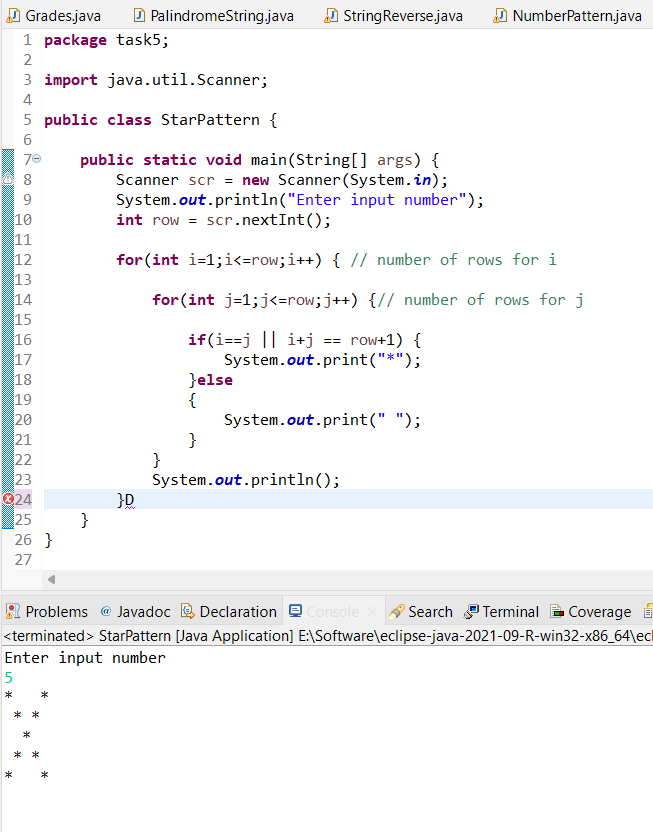 Grades.java PalindromeString.java StringReverse.java NumberPattern.java
1 package task5;
2
3 import java.util.Scanner;
4
5 public class StarPattern {
6
7 public static void main(String[] args) {
8 Scanner scr = new Scanner(System.in);
9 System.out.println("Enter input number");
10 int row = scr.nextInt();
11
12 for(int i=1;i<=row;i++) { // number of rows for i
13
14 for(int j=1;j<=row;j++) {// number of rows for j
15
16 if(i==j || i+j == row+1) {
17 System.out.print("*");
18 }else
19 {
20 System.out.print(" ");
21 }
22 }
23 System.out.println();
24 }D
25 }
26 }
27
Problems @ Javadoc Declaration Console Search Terminal Coverage
<terminated> StarPattern [Java Application] E:\Software\eclipse-java-2021-09-R-win32-x86_64\ecl
Enter input number
5
*   *
 * *
  *
 * *
*   *